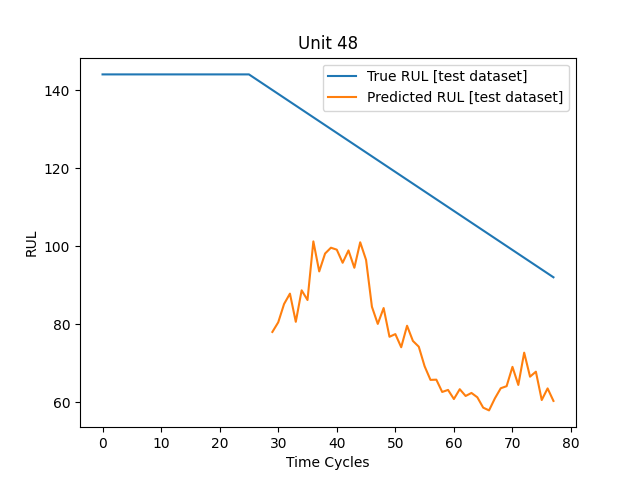 Unit 48
True RUL [test dataset]
Predicted RUL [test dataset]
140
120
100
80
60
RUL
0 10 20 30 40 50 60 70 80
Time Cycles